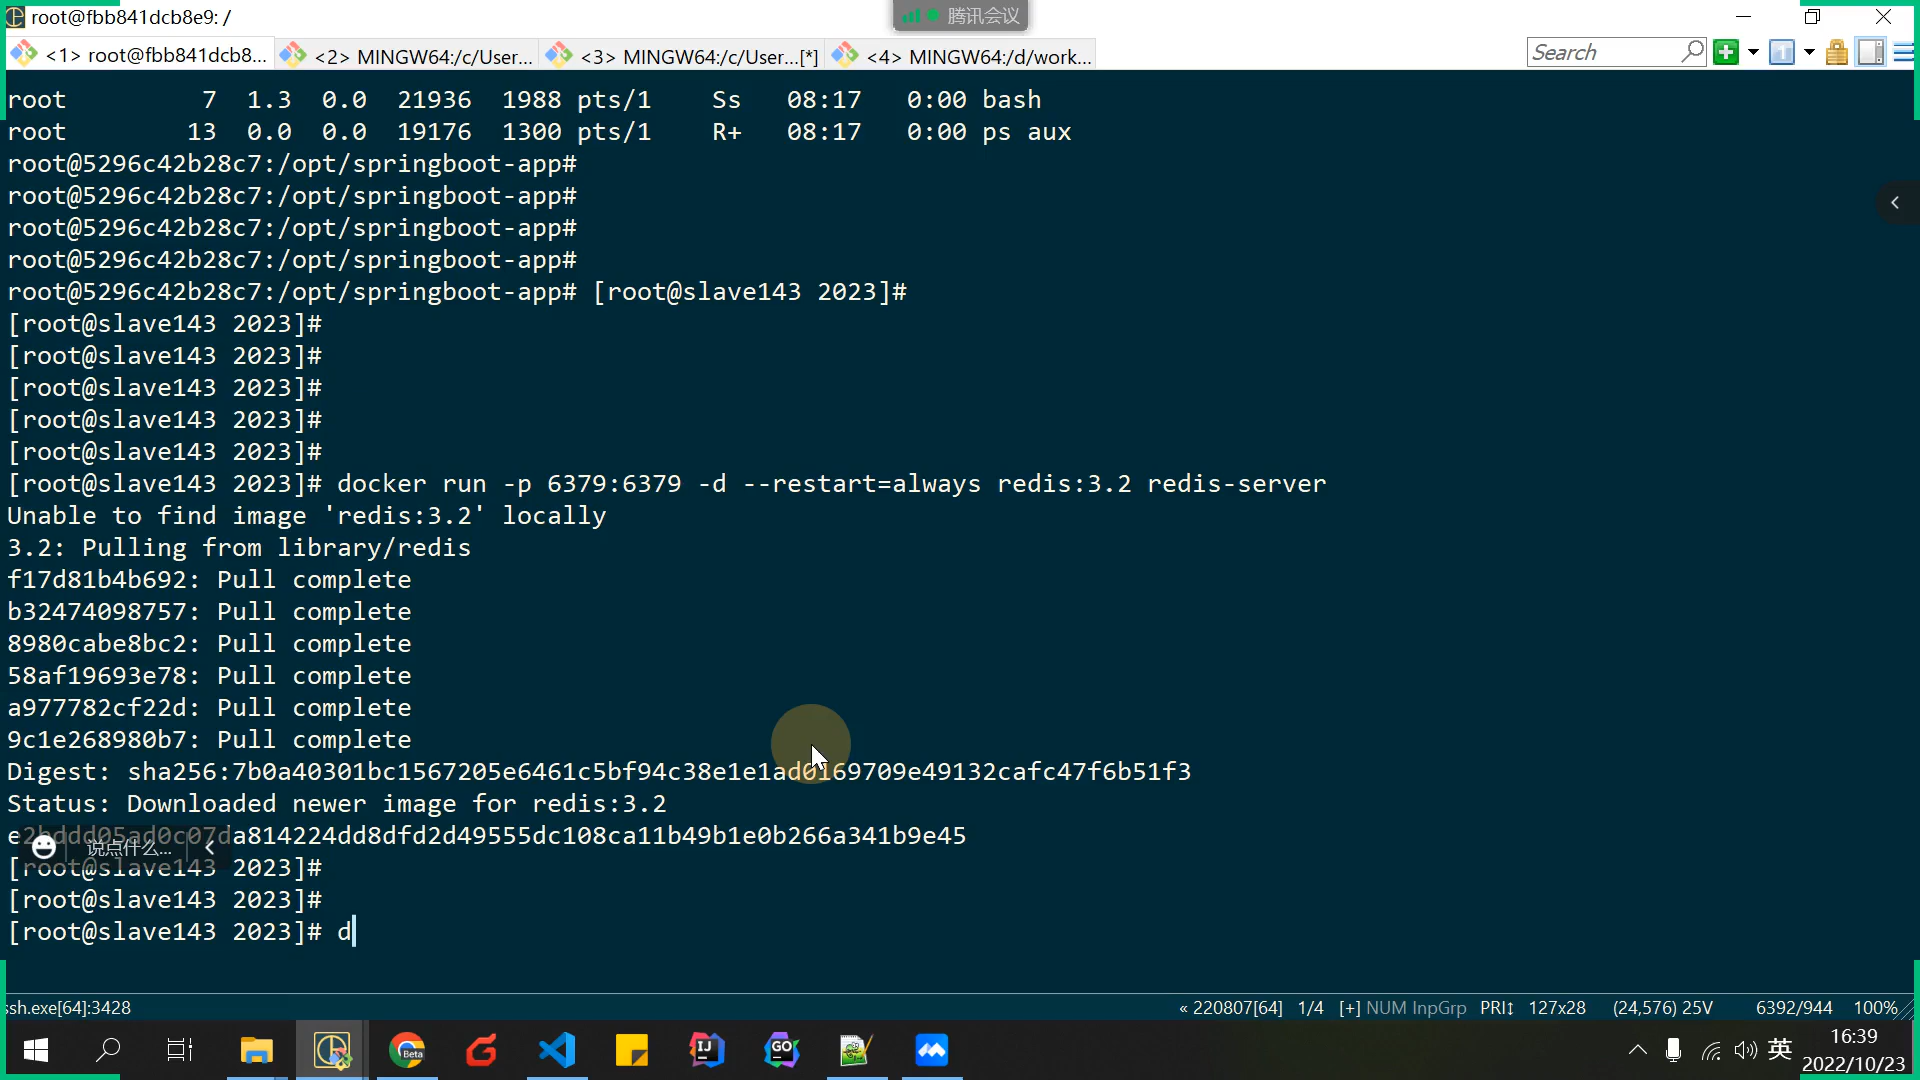 root@fbb841dcb8e9: /
腾讯会议
<1> root@fbb841dcb8... <2> MINGW64:/c/User... <3> MINGW64:/c/User...[*] <4> MINGW64:/d/work...
Search
root 7 1.3 0.0 21936 1988 pts/1 Ss 08:17 0:00 bash
root 13 0.0 0.0 19176 1300 pts/1 R+ 08:17 0:00 ps aux
root@5296c42b28c7:/opt/springboot-app#
root@5296c42b28c7:/opt/springboot-app#
root@5296c42b28c7:/opt/springboot-app#
root@5296c42b28c7:/opt/springboot-app#
root@5296c42b28c7:/opt/springboot-app# [root@slave143 2023]#
[root@slave143 2023]#
[root@slave143 2023]#
[root@slave143 2023]#
[root@slave143 2023]#
[root@slave143 2023]#
[root@slave143 2023]# docker run -p 6379:6379 -d --restart=always redis:3.2 redis-server
Unable to find image 'redis:3.2' locally
3.2: Pulling from library/redis
f17d81b4b692: Pull complete
b32474098757: Pull complete
8980cabe8bc2: Pull complete
58af19693e78: Pull complete
a977782cf22d: Pull complete
9c1e268980b7: Pull complete
Digest: sha256:7b0a40301bc1567205e6461c5bf94c38e1e1ad0169709e49132cafc47f6b51f3
Status: Downloaded newer image for redis:3.2
e2bddd05ad0c07da814224dd8dfd2d49555dc108ca11b49b1e0b266a341b9e45
说点什么...
[root@slave143 2023]#
[root@slave143 2023]#
[root@slave143 2023]# d
ssh.exe[64]:3428 « 220807[64] 1/4 [+] NUM InpGrp PRI↕ 127x28 (24,576) 25V 6392/944 100%
Beta
IJ
GO
英
16:39
2022/10/23